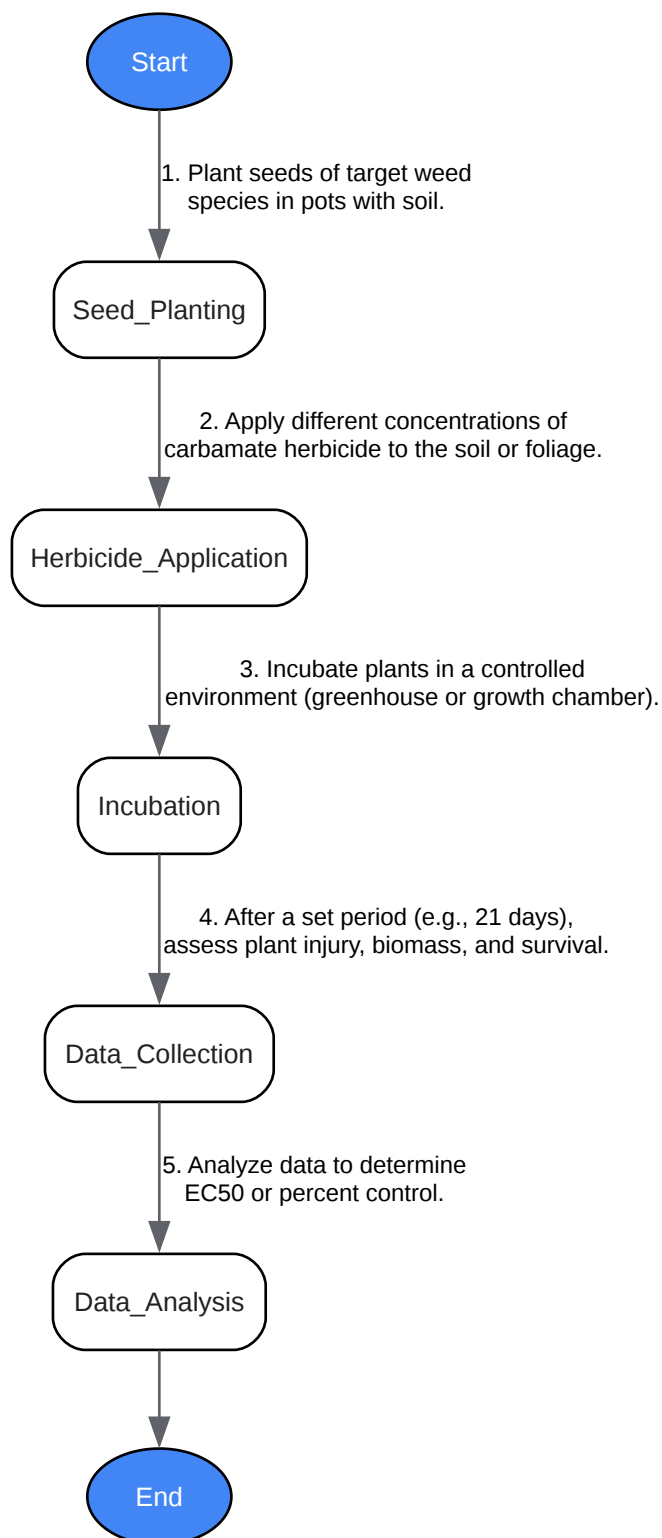 Start
1. Plant seeds of target weed
species in pots with soil.
Seed_Planting
2. Apply different concentrations of
carbamate herbicide to the soil or foliage.
Herbicide_Application
3. Incubate plants in a controlled
environment (greenhouse or growth chamber).
Incubation
4. After a set period (e.g., 21 days),
assess plant injury, biomass, and survival.
Data_Collection
5. Analyze data to determine
EC50 or percent control.
Data_Analysis
End